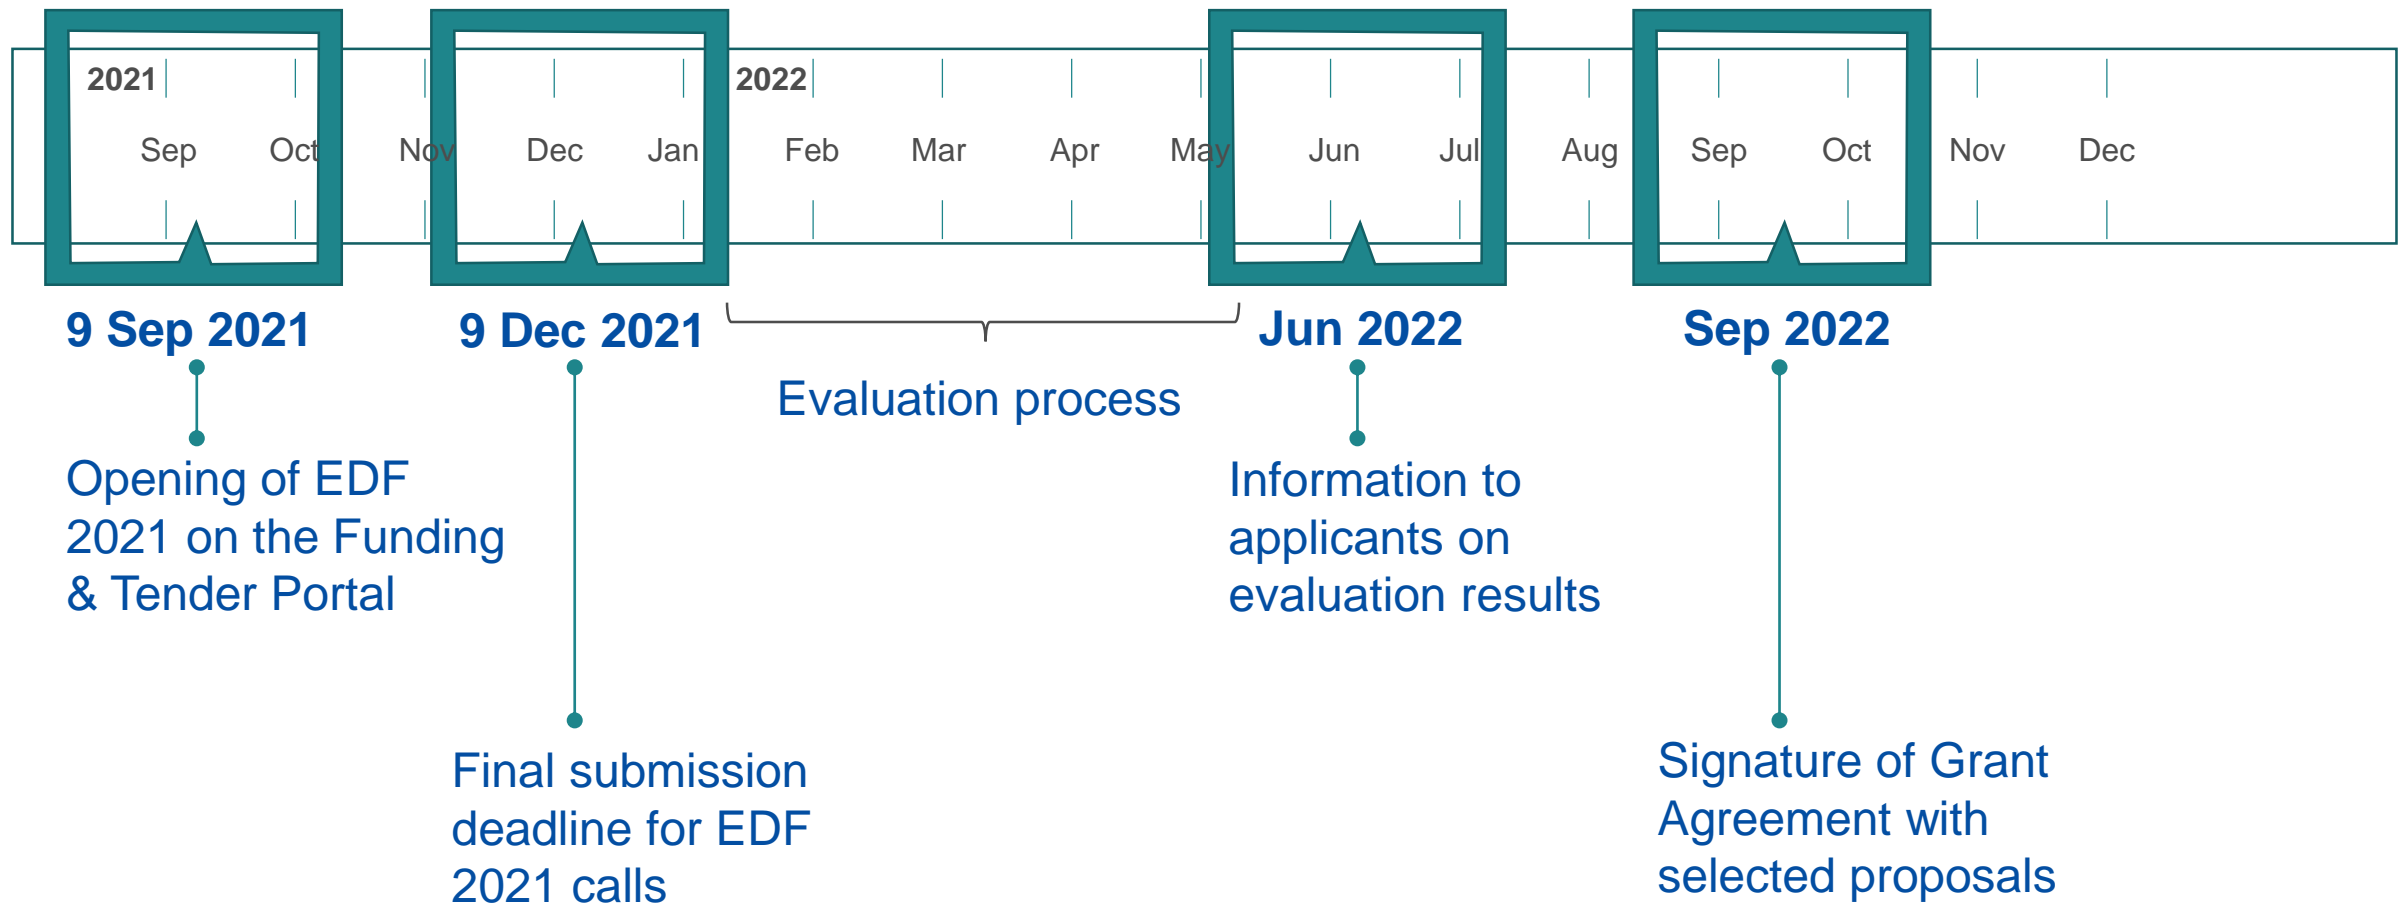 2021
2022
Sep Oct Nov Dec Jan Feb Mar Apr May Jun Jul Aug Sep Oct Nov Dec
9 Sep 2021
Opening of EDF
2021 on the Funding
& Tender Portal
9 Dec 2021
Final submission
deadline for EDF
2021 calls
Evaluation process
Jun 2022
Information to
applicants on
evaluation results
Sep 2022
Signature of Grant
Agreement with
selected proposals